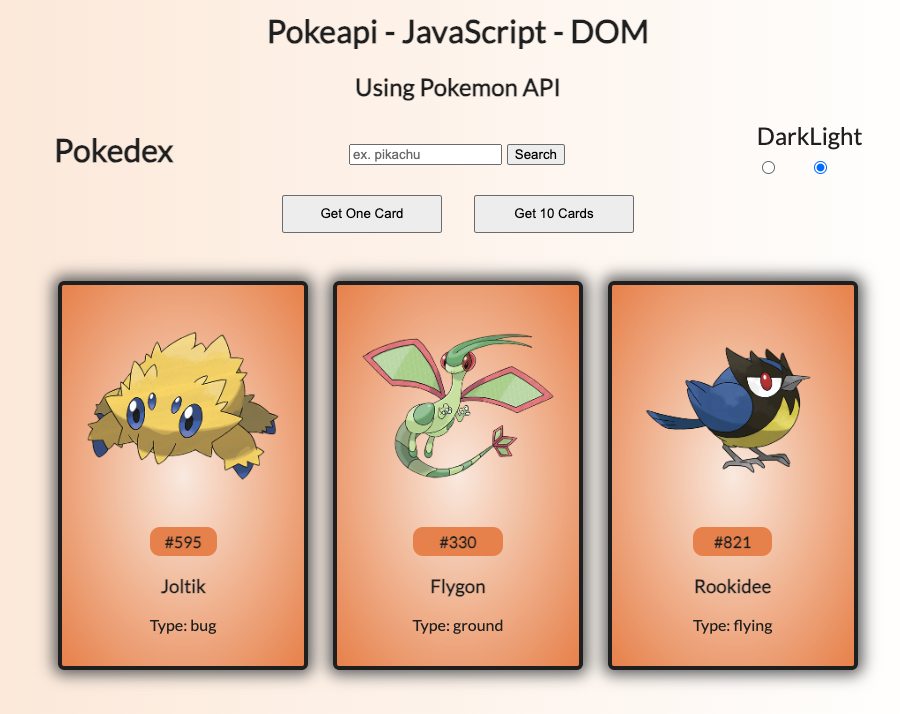 Pokeapi - JavaScript - DOM
Using Pokemon API
Pokedex
ex. pikachu
Search
DarkLight
Get One Card
Get 10 Cards
#595
Joltik
Type: bug
#330
Flygon
Type: ground
#821
Rookidee
Type: flying